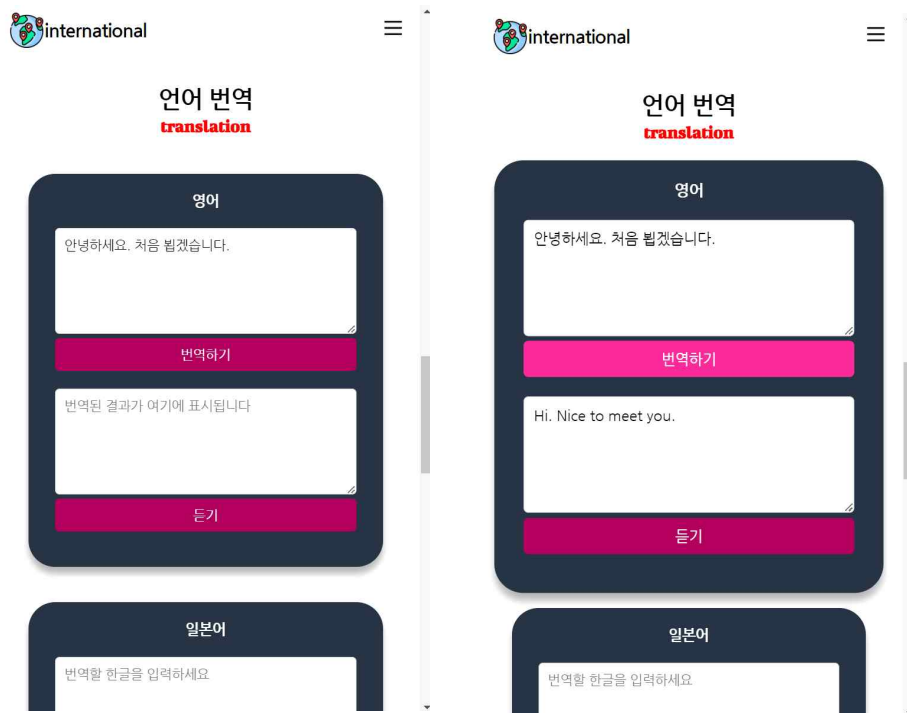 international
언어 번역
translation
영어
안녕하세요. 처음 뵙겠습니다.
번역하기
번역된 결과가 여기에 표시됩니다
듣기
일본어
번역할 한글을 입력하세요
international
언어 번역
translation
영어
안녕하세요. 처음 뵙겠습니다.
번역하기
Hi. Nice to meet you.
듣기
일본어
번역할 한글을 입력하세요